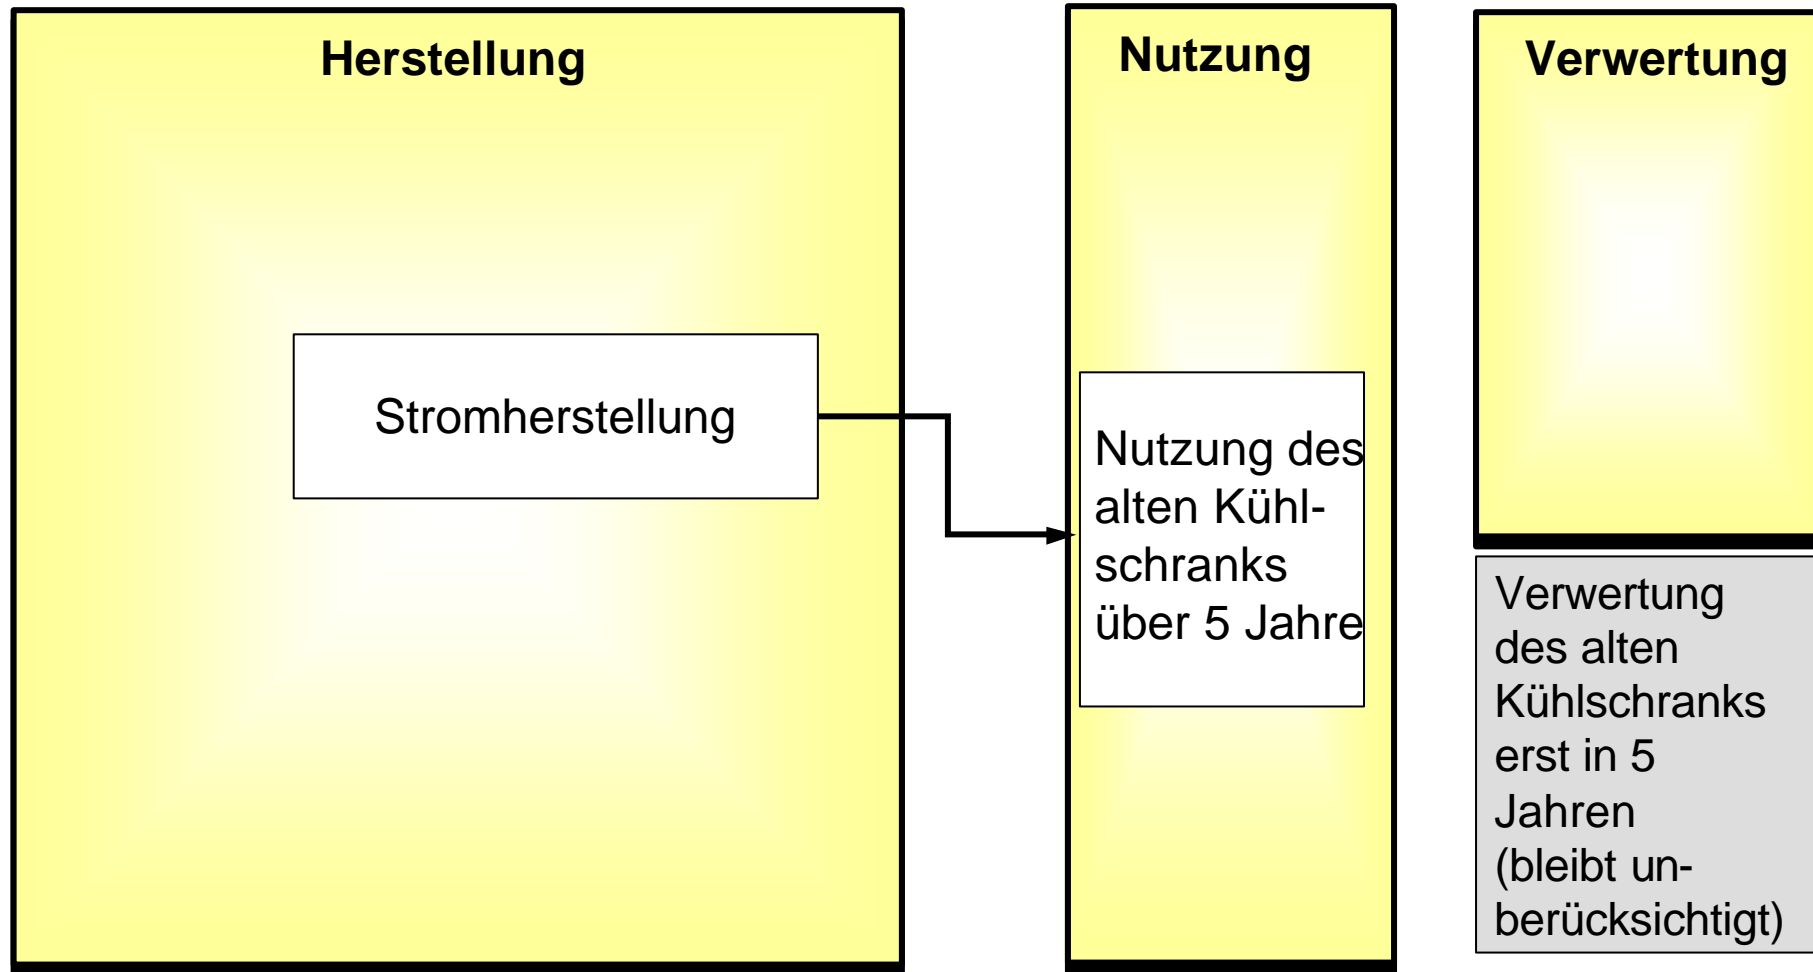 Herstellung
Stromherstellung
Nutzung
Nutzung des
alten Kühl-
schranks
über 5 Jahre
Verwertung
Verwertung
des alten
Kühlschranks
erst in 5
Jahren
(bleibt un-
berücksichtigt)